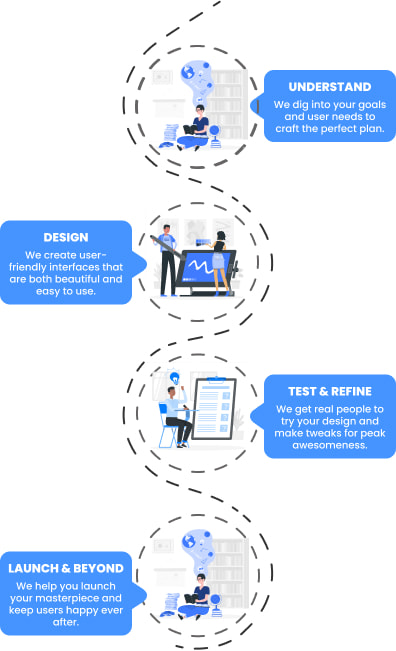 UNDERSTAND
We dig into your goals
and user needs to
craft the perfect plan.
DESIGN
We create user-
friendly interfaces that
are both beautiful and
easy to use.
TEST & REFINE
We get real people to
try your design and
make tweaks for peak
awesomeness.
LAUNCH & BEYOND
We help you launch
your masterpiece and
keep users happy ever
after.